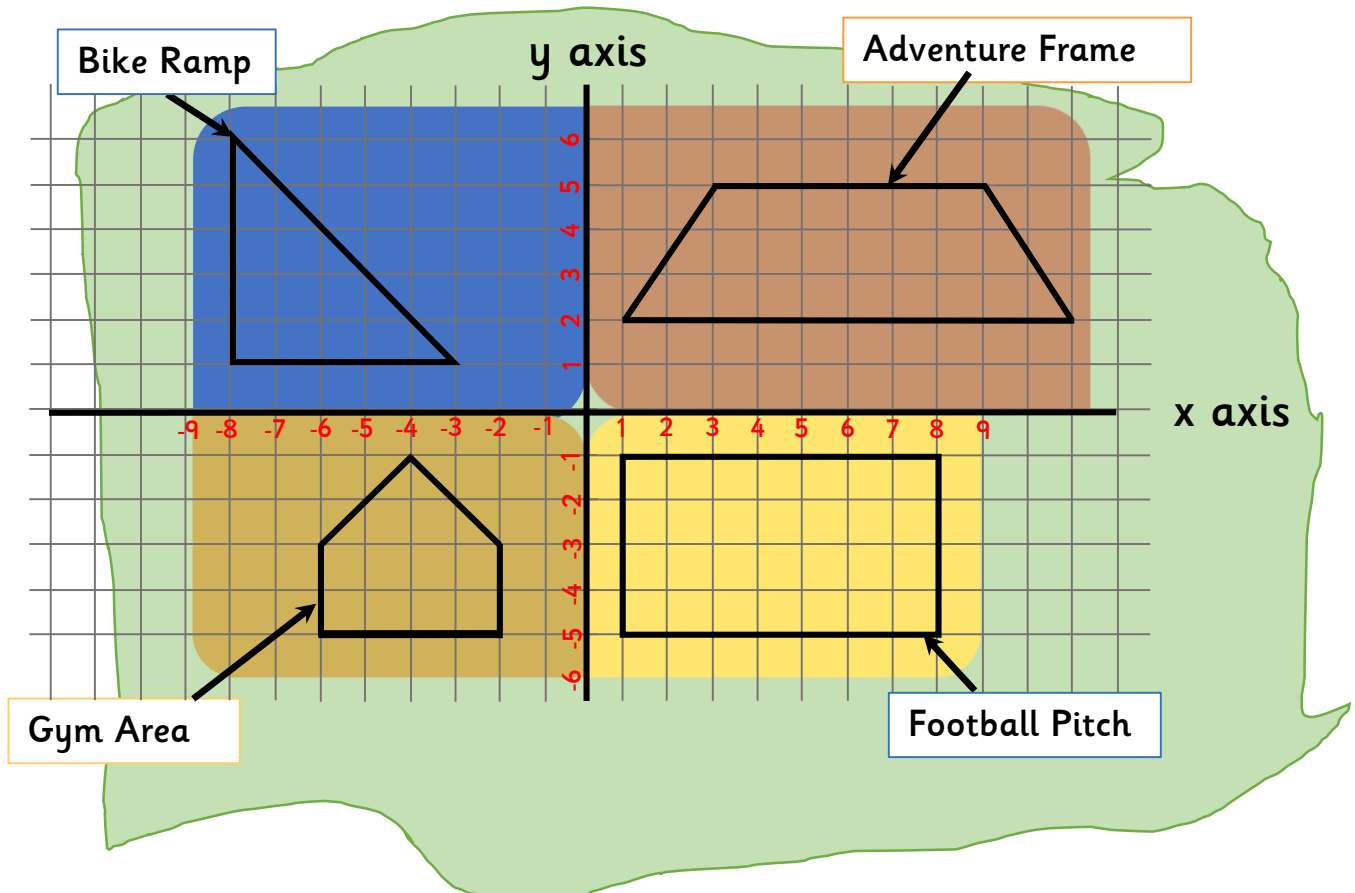 Bike Ramp
y axis
Adventure Frame
6
5
4
3
2
1
-9 -8 -7 -6 -5 -4 -3 -2 -1 1 2 3 4 5 6 7 8 9
x axis
-1
-2
-3
-4
-5
-6
Gym Area
Football Pitch